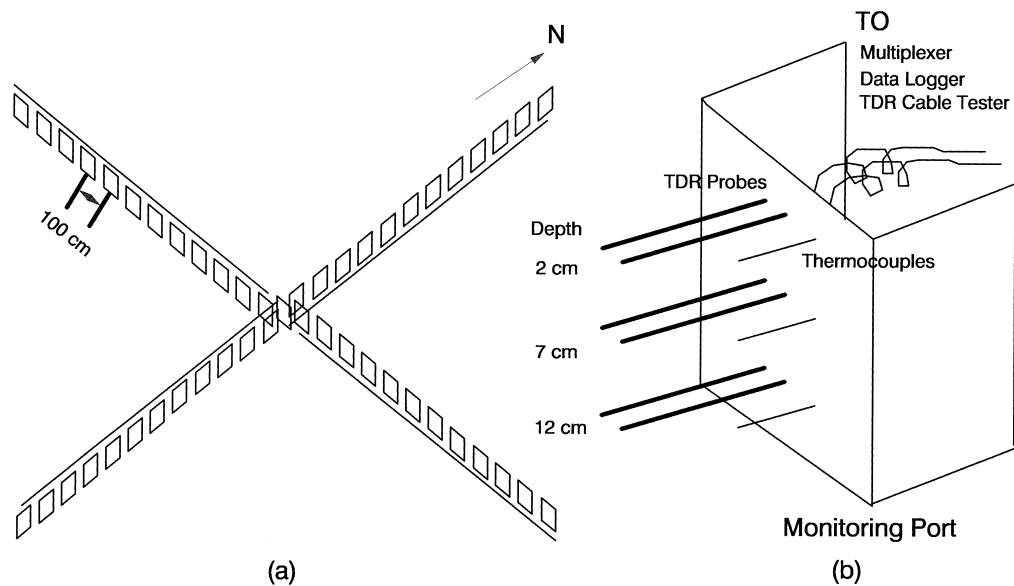 N
100 cm
(a)
TO
Multiplexer
Data Logger
TDR Cable Tester
TDR Probes
Depth
2 cm
Thermocouples
7 cm
12 cm
Monitoring Port
(b)